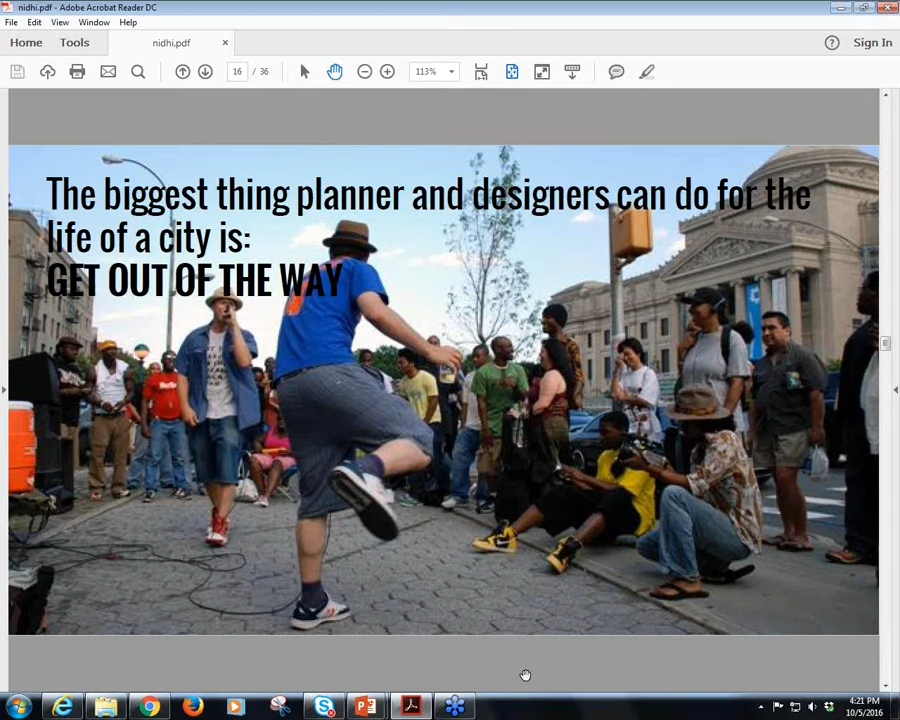 nidhi.pdf - Adobe Acrobat Reader DC
File Edit View Window Help
Home Tools nidhi.pdf × ? Sign In
16 / 36 113%
The biggest thing planner and designers can do for the
life of a city is:
GET OUT OF THE WAY
4:21 PM
10/5/2016